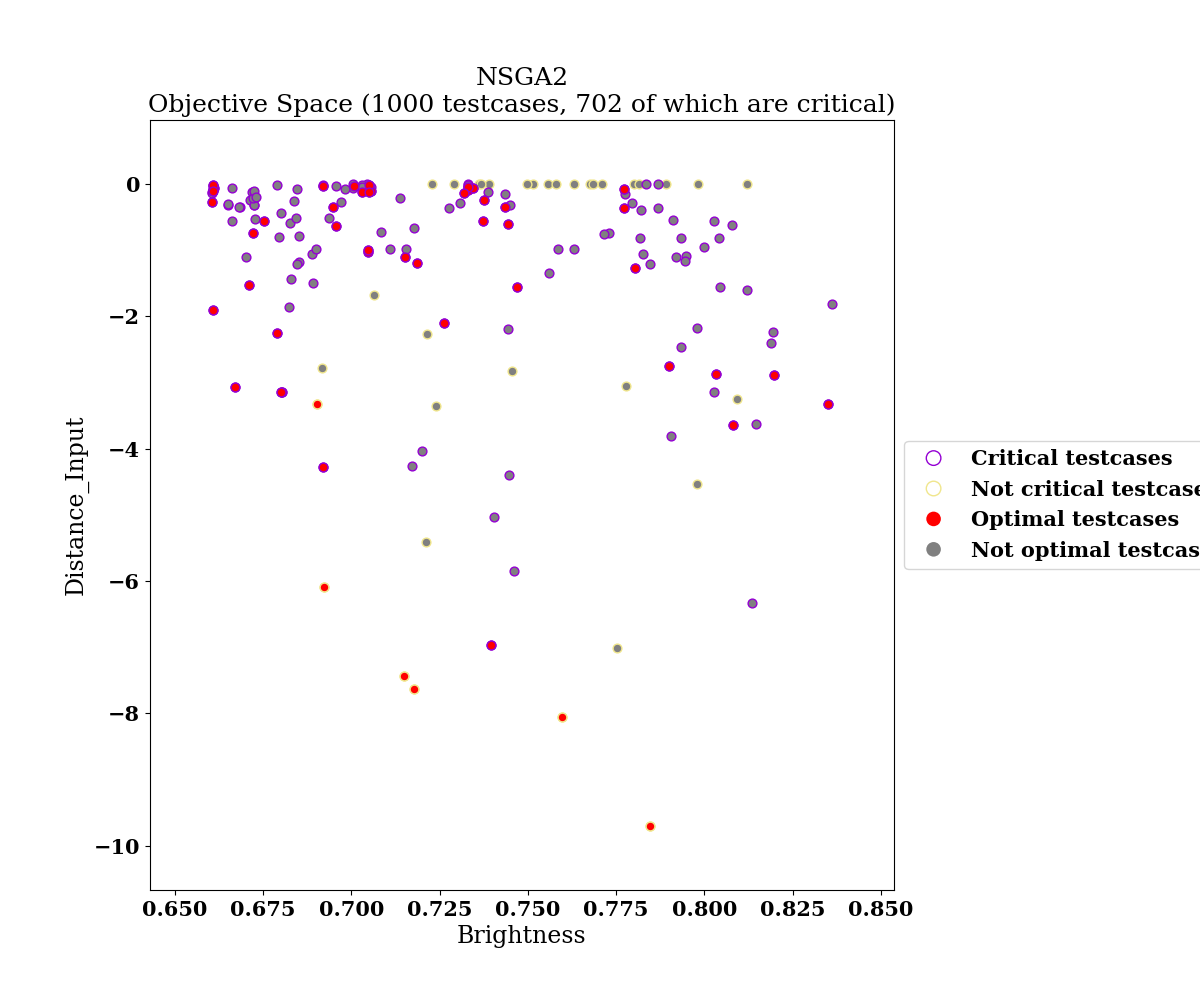 NSGA2
Objective Space (1000 testcases, 702 of which are critical)
0
−2
−4
−6
−8
−10
Distance_Input
0.650 0.675 0.700 0.725 0.750 0.775 0.800 0.825 0.850
Brightness
Critical testcases
Not critical testcase
Optimal testcases
Not optimal testcas